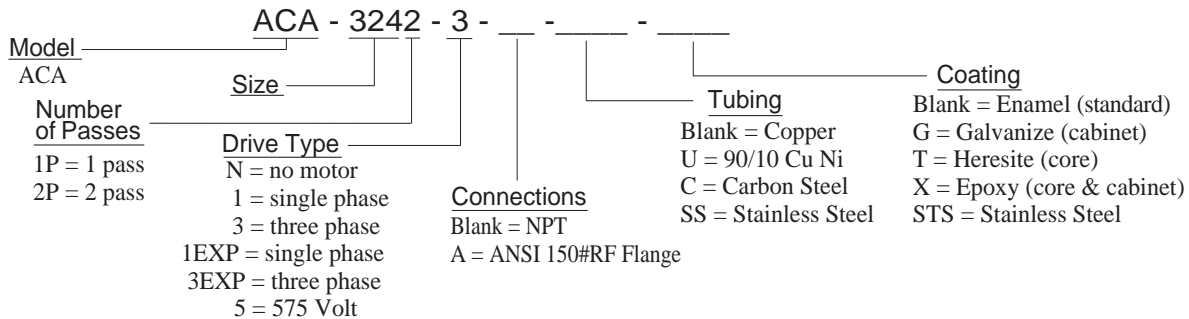 ACA - 3242 - 3 - __ -____ - ____
Model
ACA
Size
Number
of Passes
1P = 1 pass
2P = 2 pass
Drive Type
N = no motor
1 = single phase
3 = three phase
1EXP = single phase
3EXP = three phase
5 = 575 Volt
Connections
Blank = NPT
A = ANSI 150#RF Flange
Tubing
Blank = Copper
U = 90/10 Cu Ni
C = Carbon Steel
SS = Stainless Steel
Coating
Blank = Enamel (standard)
G = Galvanize (cabinet)
T = Heresite (core)
X = Epoxy (core & cabinet)
STS = Stainless Steel